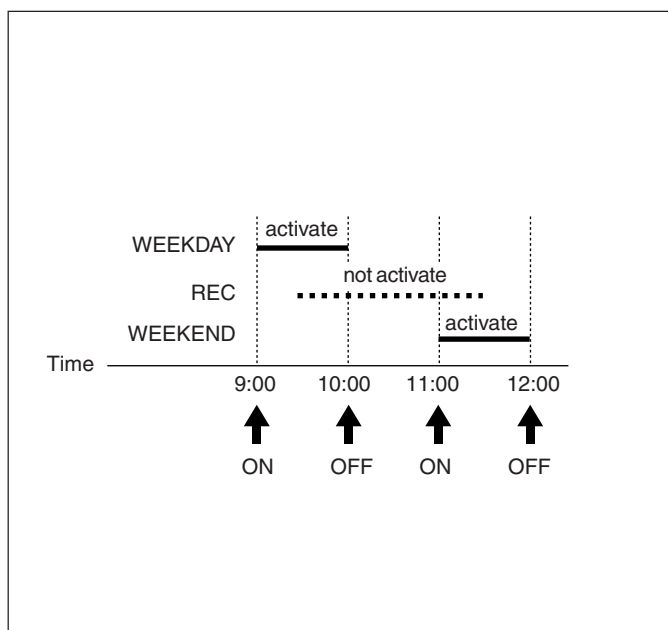 activate
WEEKDAY
not activate
REC
activate
WEEKEND
Time
9:00 10:00 11:00 12:00
ON OFF ON OFF